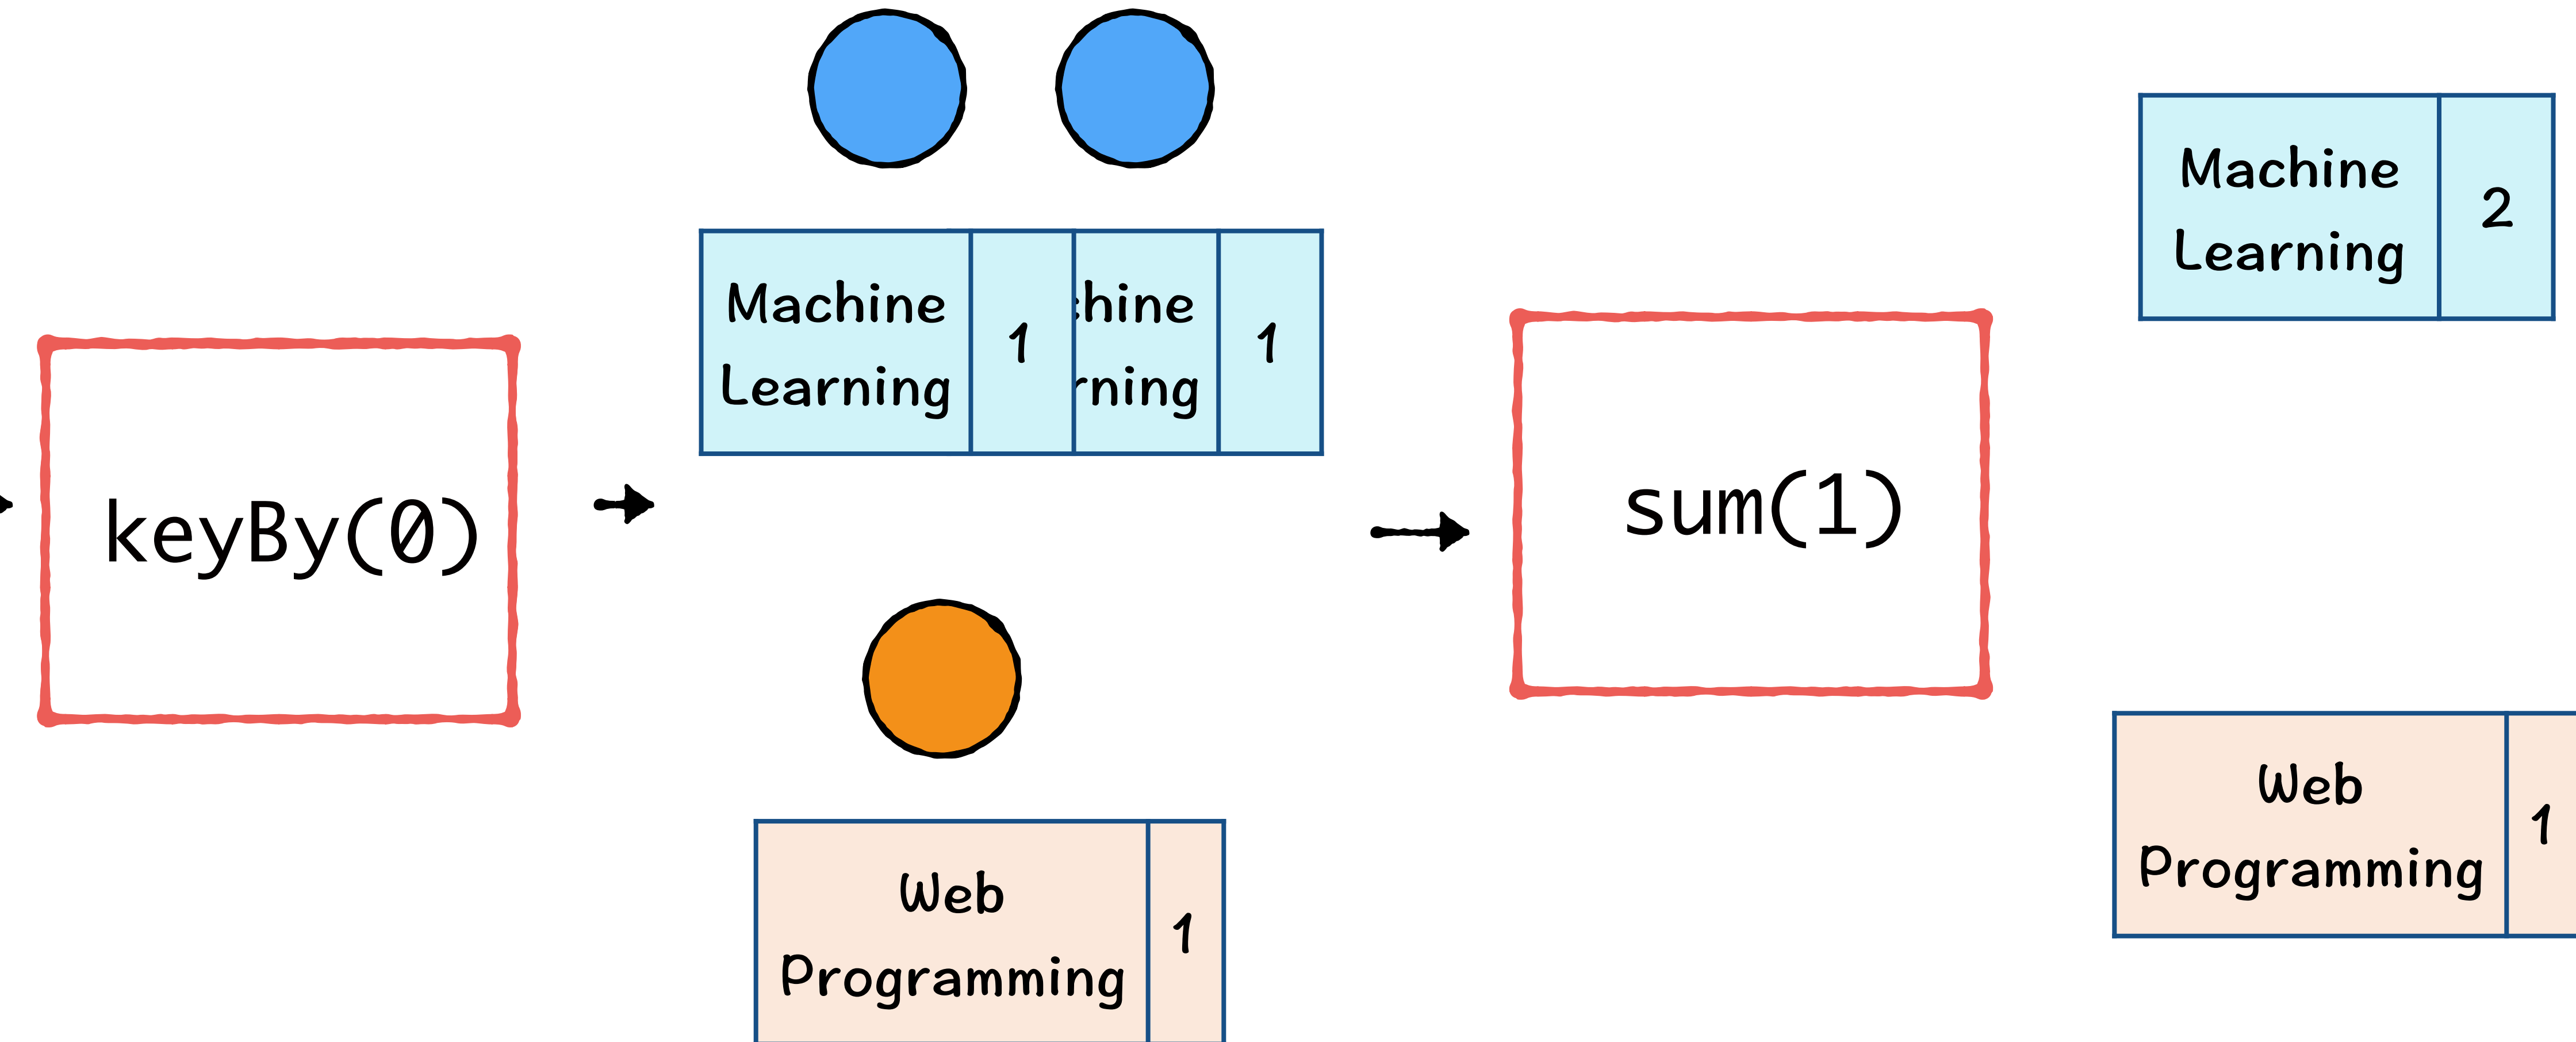 keyBy(0)
Machine
Learning
1
hine
rning
1
Web
Programming
1
sum(1)
Machine
Learning
2
Web
Programming
1